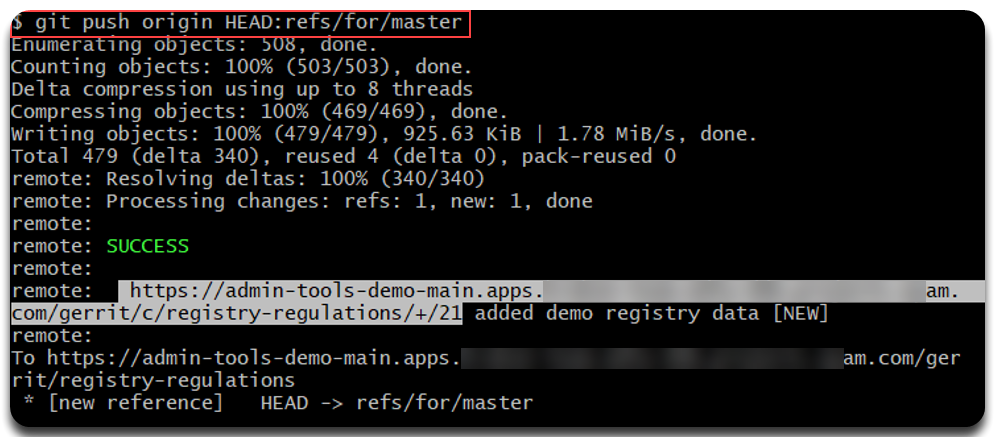 $ git push origin HEAD:refs/for/master
Enumerating objects: 508, done.
Counting objects: 100% (503/503), done.
Delta compression using up to 8 threads
Compressing objects: 100% (469/469), done.
Writing objects: 100% (479/479), 925.63 KiB | 1.78 MiB/s, done.
Total 479 (delta 340), reused 4 (delta 0), pack-reused 0
remote: Resolving deltas: 100% (340/340)
remote: Processing changes: refs: 1, new: 1, done
remote:
remote: SUCCESS
remote:
remote:   https://admin-tools-demo-main.apps. am.
com/gerrit/c/registry-regulations/+/21 added demo registry data [NEW]
remote:
To https://admin-tools-demo-main.apps. am.com/ger
rit/registry-regulations
 * [new reference]   HEAD -> refs/for/master